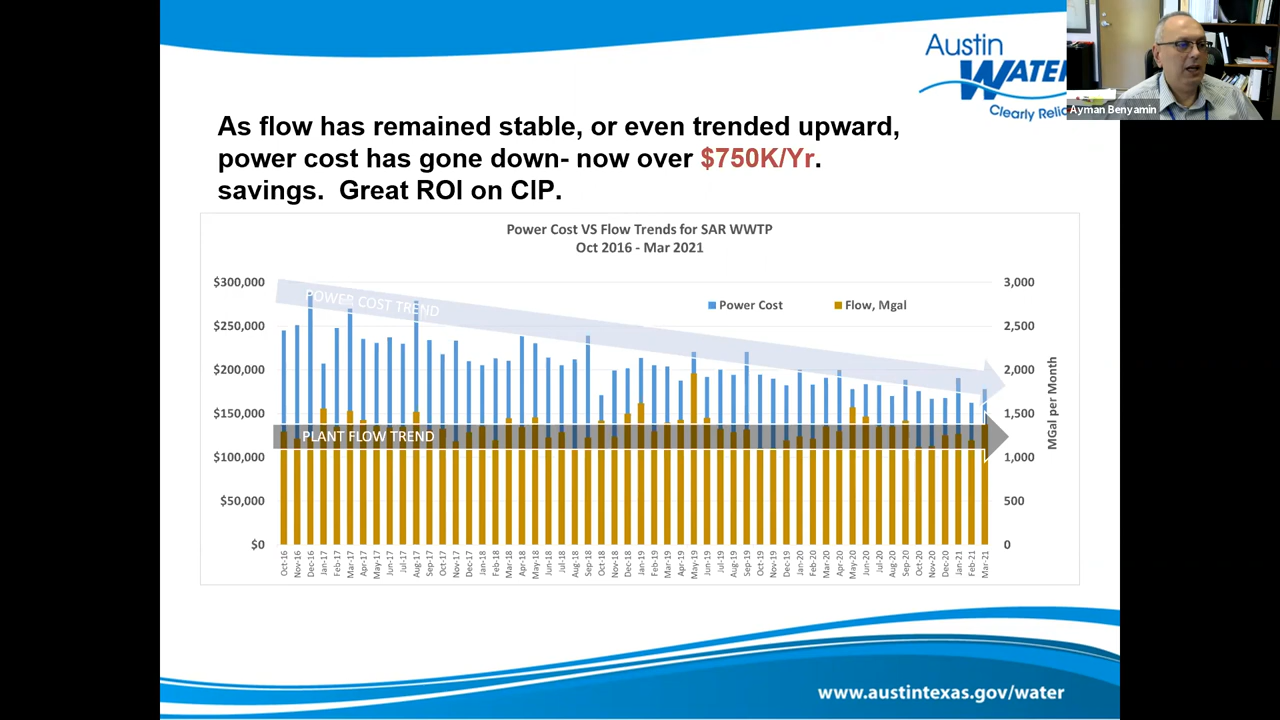 Austin
WATER
Clearly Relia
Ayman Benyamin
As flow has remained stable, or even trended upward,
power cost has gone down- now over $750K/Yr.
savings. Great ROI on CIP.
Power Cost VS Flow Trends for SAR WWTP
Oct 2016 - Mar 2021
$300,000
$250,000
$200,000
$150,000
$100,000
$50,000
$0
POWER COST TREND
Power Cost
Flow, Mgal
PLANT FLOW TREND
3,000
2,500
2,000
1,500
1,000
500
0
MGal per Month
Oct-16 Nov-16 Dec-16 Jan-17 Feb-17 Mar-17 Apr-17 May-17 Jun-17 Jul-17 Aug-17 Sep-17 Oct-17 Nov-17 Dec-17 Jan-18 Feb-18 Mar-18 Apr-18 May-18 Jun-18 Jul-18 Aug-18 Sep-18 Oct-18 Nov-18 Dec-18 Jan-19 Feb-19 Mar-19 Apr-19 May-19 Jun-19 Jul-19 Aug-19 Sep-19 Oct-19 Nov-19 Dec-19 Jan-20 Feb-20 Mar-20 Apr-20 May-20 Jun-20 Jul-20 Aug-20 Sep-20 Oct-20 Nov-20 Dec-20 Jan-21 Feb-21 Mar-21
www.austintexas.gov/water